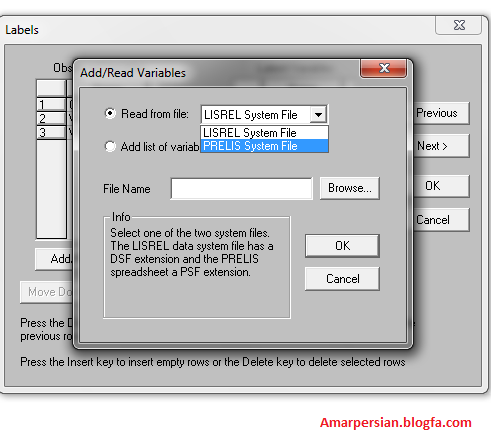 Labels
Obs
Add/Read Variables
Read from file:
LISREL System File
LISREL System File
PRELIS System File
Add list of variab
File Name
Browse...
Info
Select one of the two system files.
The LISREL data system file has a
DSF extension and the PRELIS
spreadsheet a PSF extension.
OK
Cancel
1
2 V
3 V
Previous
Next >
OK
Cancel
Add.
Move Do
Press the D
previous ro
Press the Insert key to insert empty rows or the Delete key to delete selected rows
Amarpersian.blogfa.com